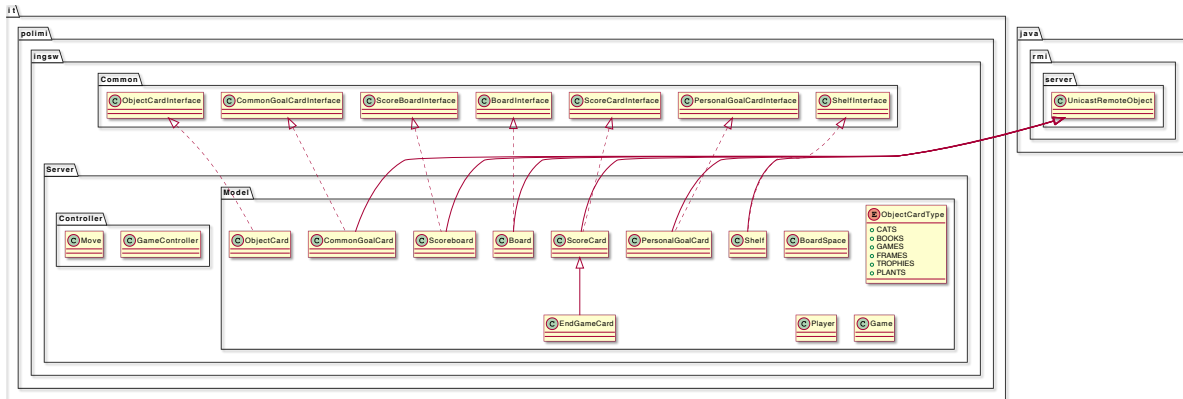 it
polimi
ingsw
Common
C ObjectCardInterface
C CommonGoalCardInterface
C ScoreBoardInterface
C BoardInterface
C ScoreCardInterface
C PersonalGoalCardInterface
C ShelfInterface
java
rmi
server
C UnicastRemoteObject
Server
Controller
C Move
C GameController
Model
C ObjectCard
C CommonGoalCard
C Scoreboard
C Board
C ScoreCard
C PersonalGoalCard
C Shelf
C BoardSpace
E ObjectCardType
CATS
BOOKS
GAMES
FRAMES
TROPHIES
PLANTS
C EndGameCard
C Player
C Game